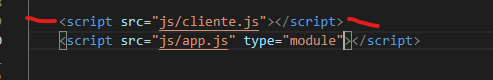 <script src="js/cliente.js"></script>
<script src="js/app.js" type="module"></script>